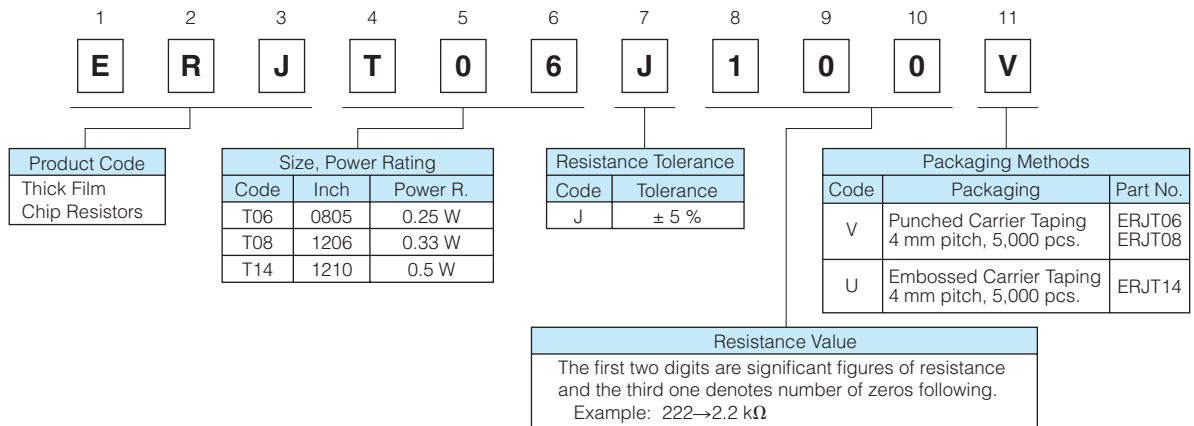 1 2 3 4 5 6 7 8 9 10 11
E R J T 0 6 J 1 0 0 V
Product Code
Thick Film
Chip Resistors
Size, Power Rating
Code Inch Power R.
T06 0805 0.25 W
T08 1206 0.33 W
T14 1210 0.5 W
Resistance Tolerance
Code Tolerance
J ± 5 %
Packaging Methods
Code Packaging Part No.
V Punched Carrier Taping ERJT06
4 mm pitch, 5,000 pcs. ERJT08
U Embossed Carrier Taping ERJT14
4 mm pitch, 5,000 pcs.
Resistance Value
The first two digits are significant figures of resistance
and the third one denotes number of zeros following.
Example: 222→2.2 kΩ